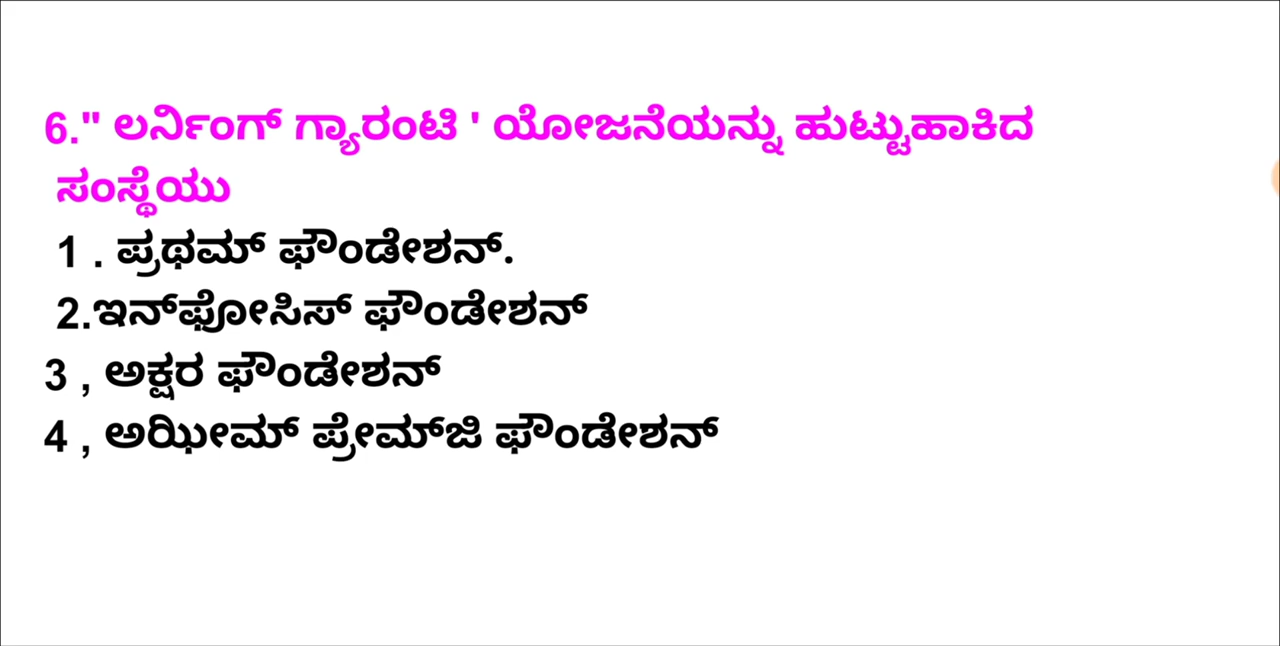 6." ಲರ್ನಿಂಗ್ ಗ್ಯಾರಂಟಿ ' ಯೋಜನೆಯನ್ನು ಹುಟ್ಟುಹಾಕಿದ
ಸಂಸ್ಥೆಯು
1 . ಪ್ರಥಮ್ ಫೌಂಡೇಶನ್.
2.ಇನ್‌ಫೋಸಿಸ್ ಫೌಂಡೇಶನ್
3 , ಅಕ್ಷರ ಫೌಂಡೇಶನ್
4 , ಅಝೀಮ್ ಪ್ರೇಮ್‌ಜಿ ಫೌಂಡೇಶನ್